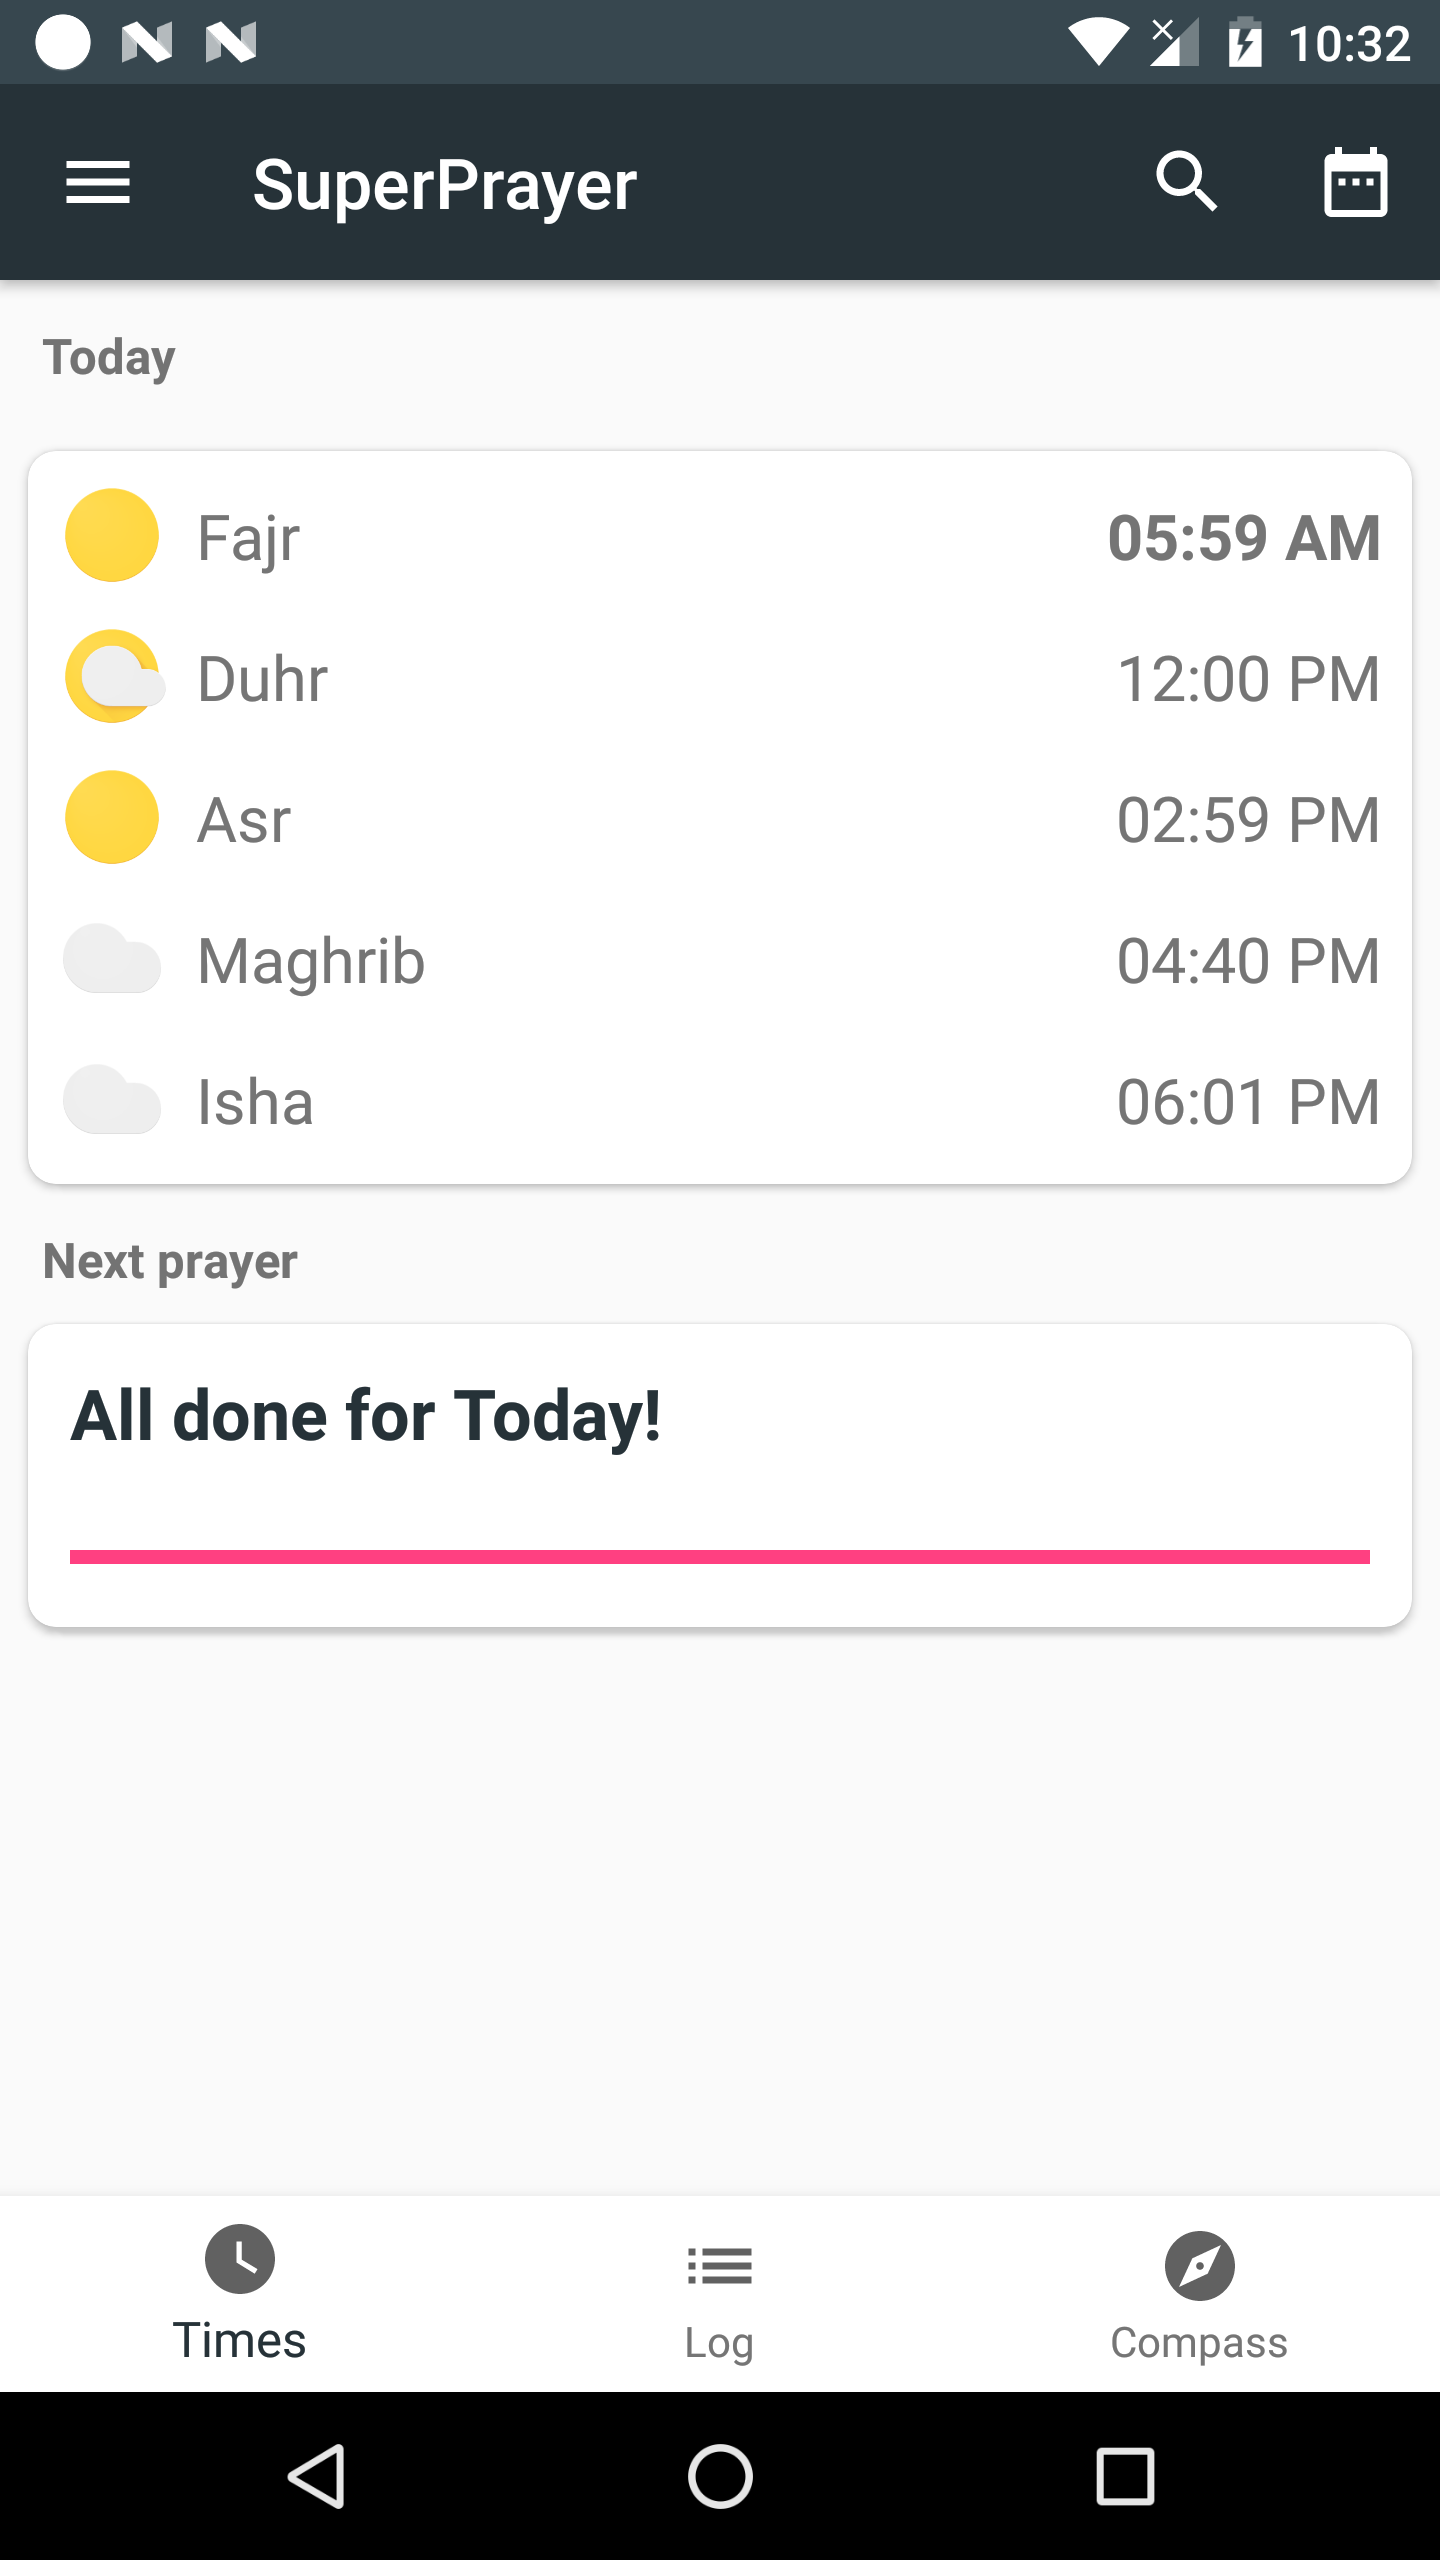 10:32
SuperPrayer
Today
Fajr 05:59 AM
Duhr 12:00 PM
Asr 02:59 PM
Maghrib 04:40 PM
Isha 06:01 PM
Next prayer
All done for Today!
Times Log Compass